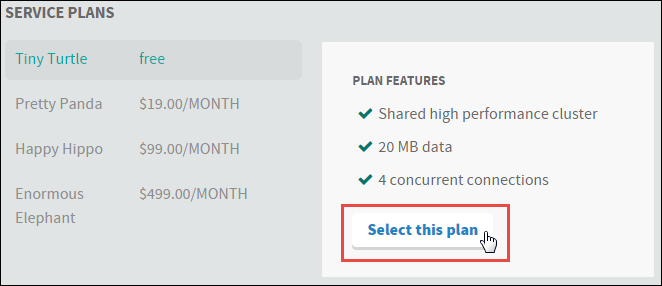 SERVICE PLANS
Tiny Turtle free
Pretty Panda $19.00/MONTH
Happy Hippo $99.00/MONTH
Enormous $499.00/MONTH
Elephant
PLAN FEATURES
Shared high performance cluster
20 MB data
4 concurrent connections
Select this plan